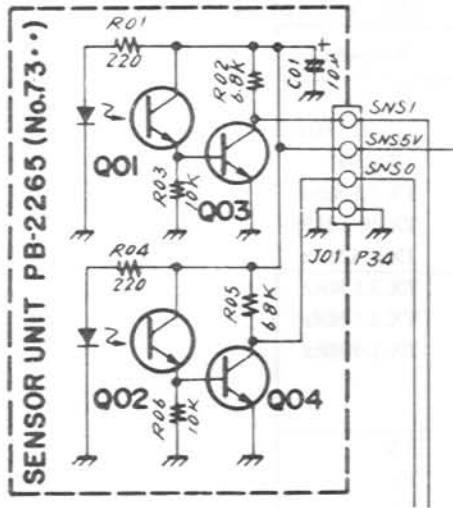 SENSOR UNIT PB-2265 (No.73••)
R01
220
Q01
R03
10K
Q03
R02
6.8K
C01
+
10μ
SNS1
SNS5V
SNS0
J01 P34
R04
220
Q02
R06
10K
R05
6.8K
Q04